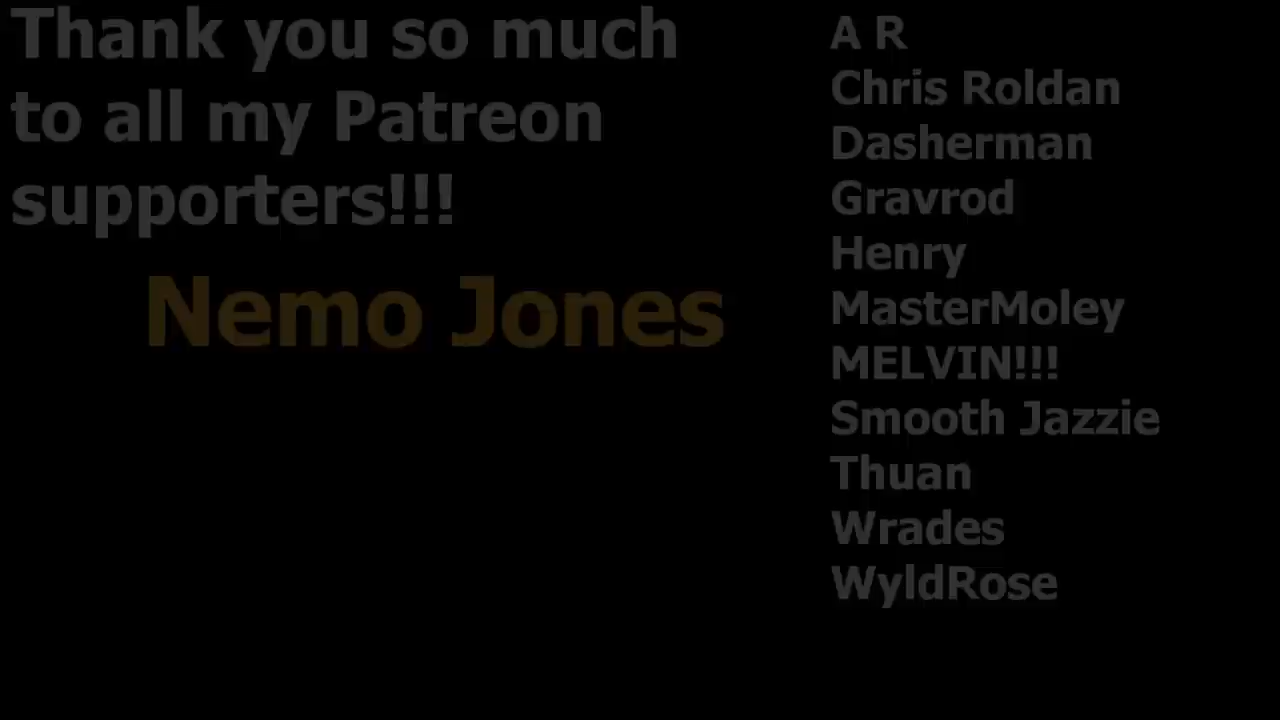 Thank you so much
to all my Patreon
supporters!!!
Nemo Jones
A R
Chris Roldan
Dasherman
Gravrod
Henry
MasterMoley
MELVIN!!!
Smooth Jazzie
Thuan
Wrades
WyldRose